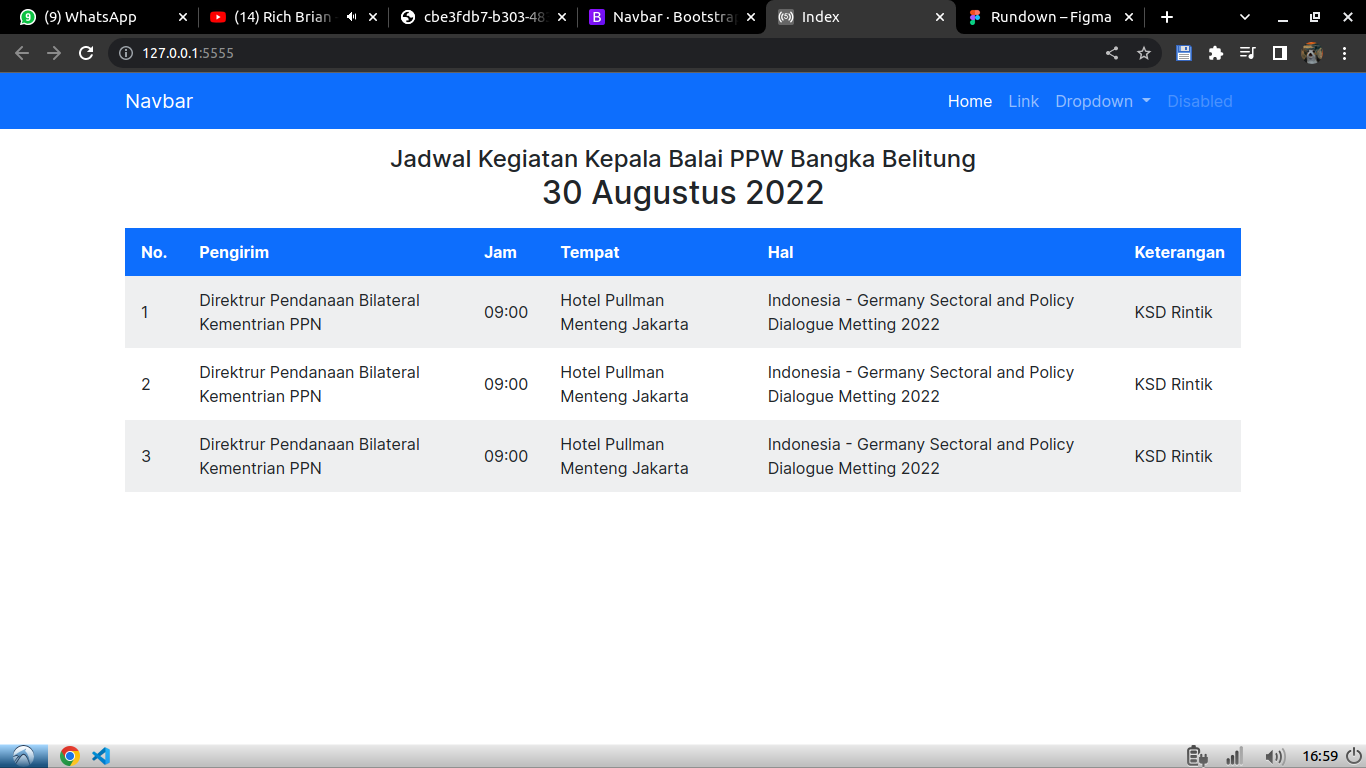 (9) WhatsApp
(14) Rich Brian
cbe3fdb7-b303-48
Navbar · Bootstra
Index
Rundown – Figma
127.0.0.1:5555
Navbar
Home Link Dropdown Disabled
Jadwal Kegiatan Kepala Balai PPW Bangka Belitung
30 Augustus 2022
No. Pengirim Jam Tempat Hal Keterangan
1 Direktrur Pendanaan Bilateral Kementrian PPN 09:00 Hotel Pullman Menteng Jakarta Indonesia - Germany Sectoral and Policy Dialogue Metting 2022 KSD Rintik
2 Direktrur Pendanaan Bilateral Kementrian PPN 09:00 Hotel Pullman Menteng Jakarta Indonesia - Germany Sectoral and Policy Dialogue Metting 2022 KSD Rintik
3 Direktrur Pendanaan Bilateral Kementrian PPN 09:00 Hotel Pullman Menteng Jakarta Indonesia - Germany Sectoral and Policy Dialogue Metting 2022 KSD Rintik
16:59